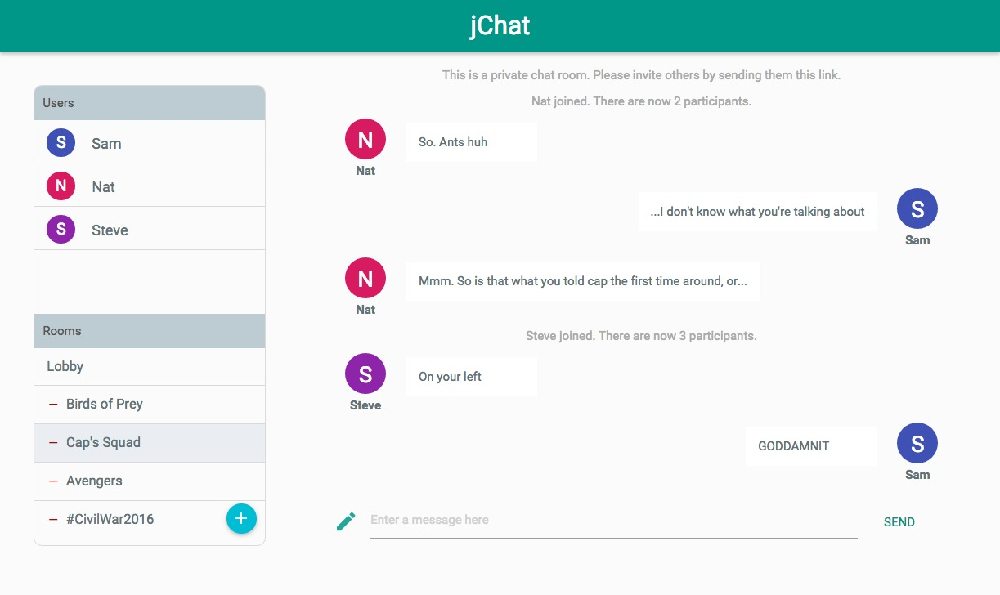 jChat
Users
S Sam
N Nat
S Steve
Rooms
Lobby
– Birds of Prey
– Cap's Squad
– Avengers
– #CivilWar2016
+
This is a private chat room. Please invite others by sending them this link.
Nat joined. There are now 2 participants.
N
So. Ants huh
Nat
...I don't know what you're talking about
S
Sam
N
Mmm. So is that what you told cap the first time around, or...
Nat
Steve joined. There are now 3 participants.
S
On your left
Steve
GODDAMNIT
S
Sam
Enter a message here
SEND